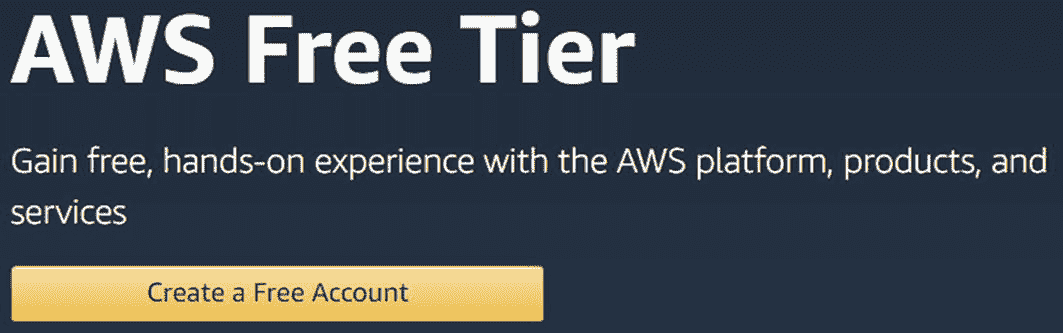 AWS Free Tier
Gain free, hands-on experience with the AWS platform, products, and
services
Create a Free Account